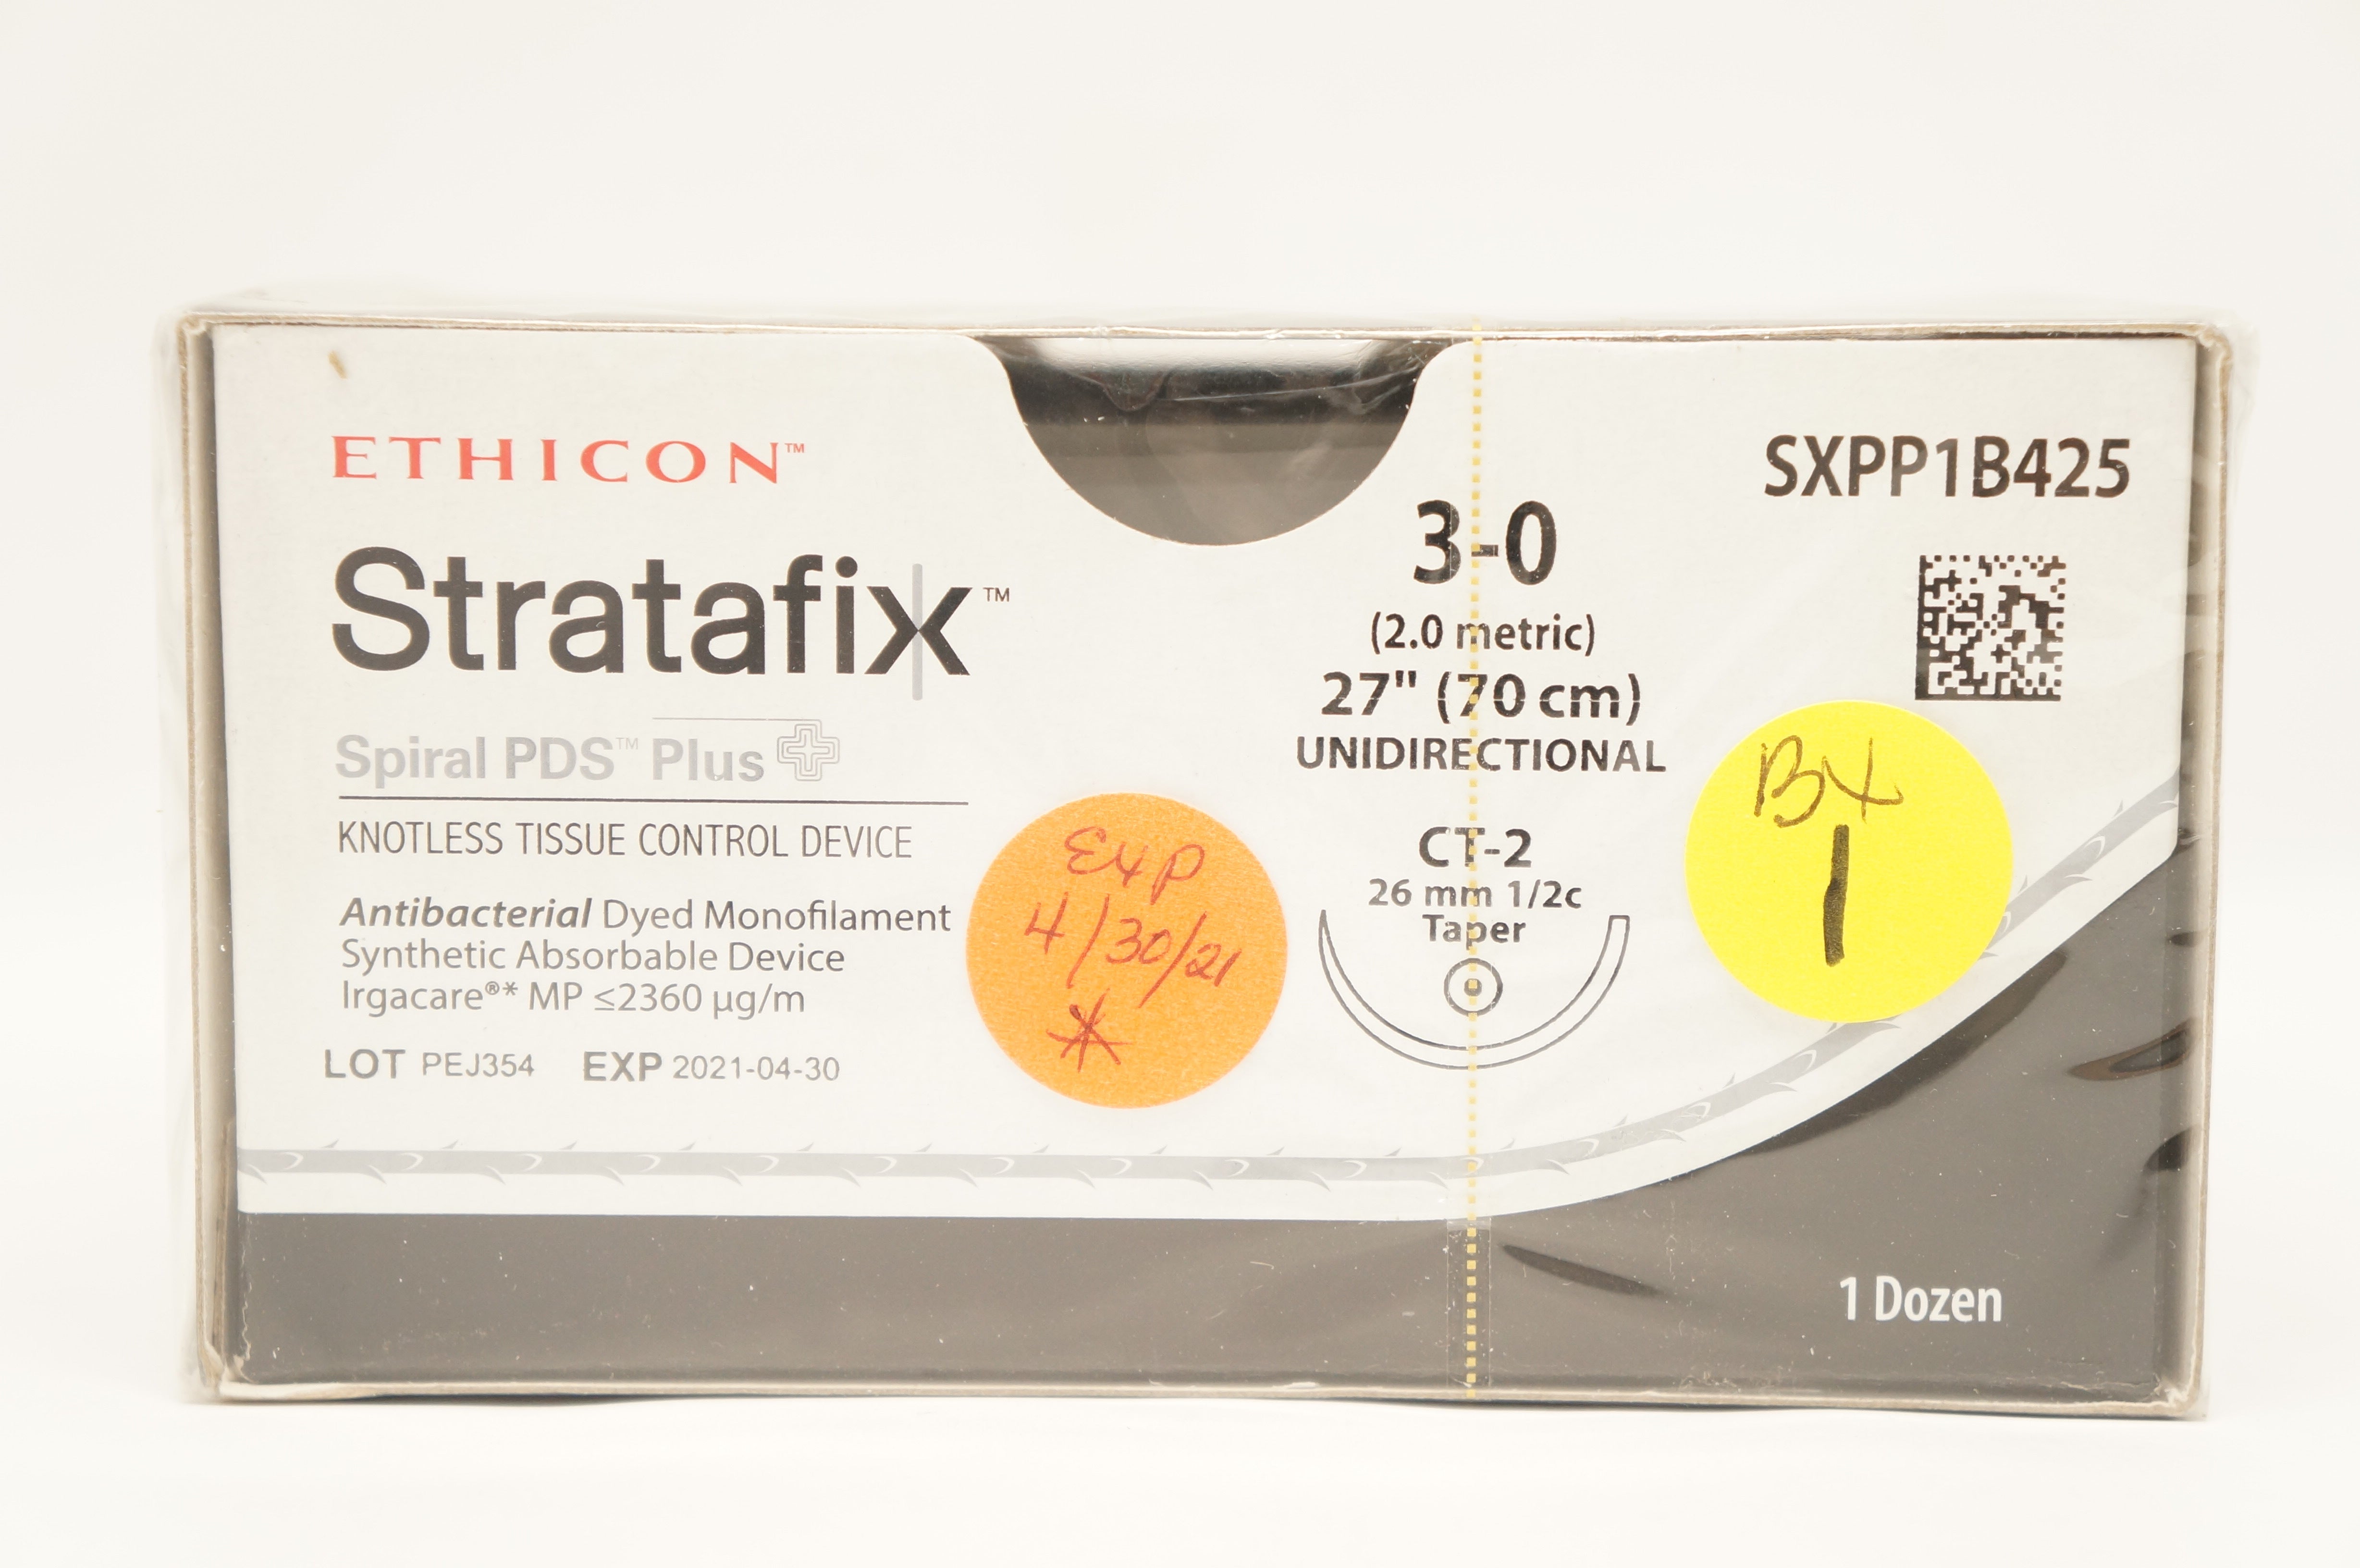 ETHICON™
Stratafix™
Spiral PDS™ Plus
KNOTLESS TISSUE CONTROL DEVICE
Antibacterial Dyed Monofilament
Synthetic Absorbable Device
Irgacare®* MP ≤2360 µg/m
LOT PEJ354 EXP 2021-04-30
Exp
4/30/21
*
3-0
(2.0 metric)
27" (70 cm)
UNIDIRECTIONAL
CT-2
26 mm 1/2c
Taper
SXPP1B425
BX
1
1 Dozen